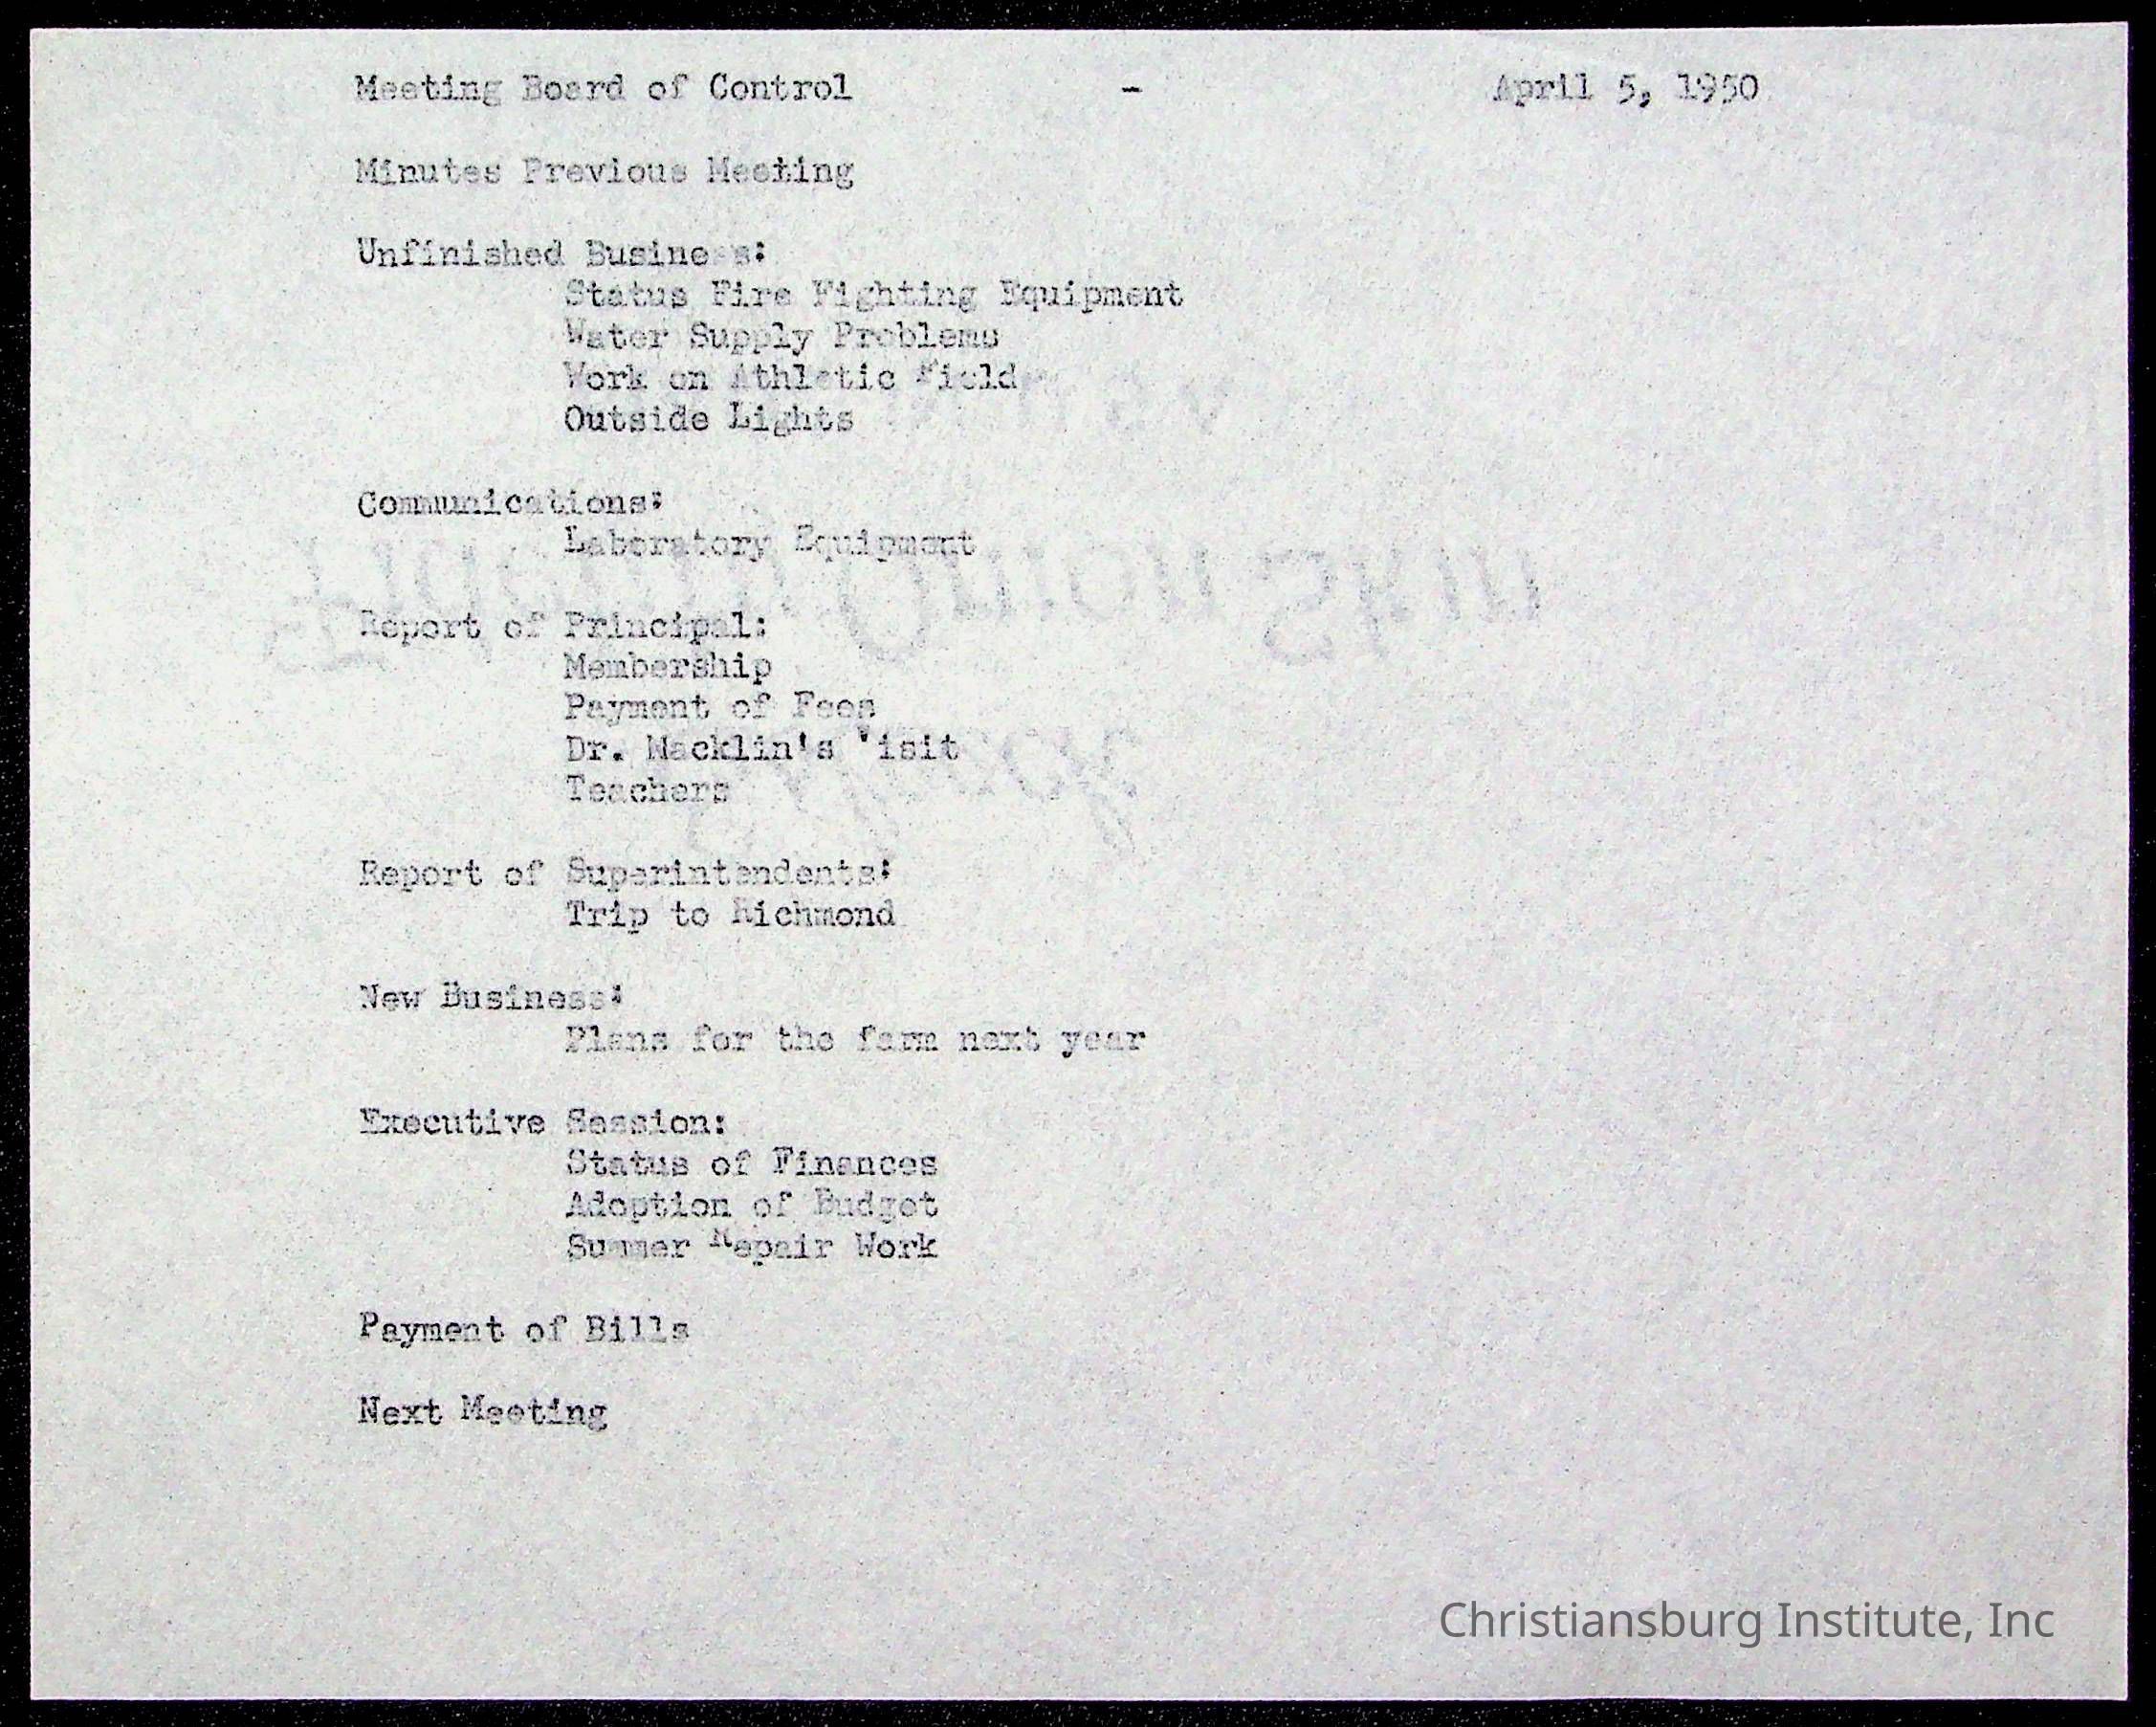 Meeting Board of Control - April 5, 1950
Minutes Previous Meeting
Unfinished Business:
Status Fire Fighting Equipment
Water Supply Problems
Work on Athletic Field
Outside Lights
Communications:
Laboratory Equipment
Report of Principal:
Membership
Payment of Fees
Dr. Macklin's Visit
Teachers
Report of Superintendents:
Trip to Richmond
New Business:
Plans for the farm next year
Executive Session:
Status of Finances
Adoption of Budget
Summer Repair Work
Payment of Bills
Next Meeting
Christiansburg Institute, Inc